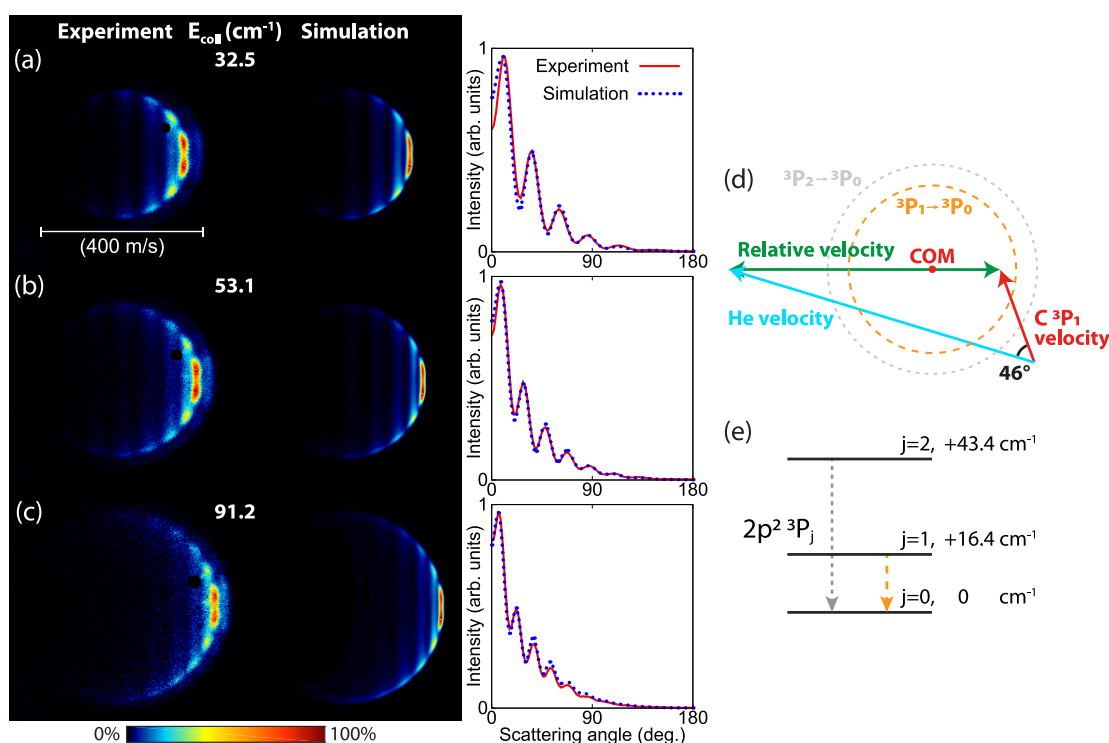 Experiment E_coll (cm⁻¹) Simulation
(a) 32.5
(400 m/s)
(b) 53.1
(c) 91.2
0% 100%
1
Experiment
Simulation
Intensity (arb. units)
0
0 90 180
1
Intensity (arb. units)
0
0 90 180
1
Intensity (arb. units)
0
0 90 180
Scattering angle (deg.)
(d)
³P₂→³P₀
³P₁→³P₀
Relative velocity
COM
He velocity
C ³P₁
velocity
46°
(e)
j=2, +43.4 cm⁻¹
2p² ³Pⱼ
j=1, +16.4 cm⁻¹
j=0, 0 cm⁻¹